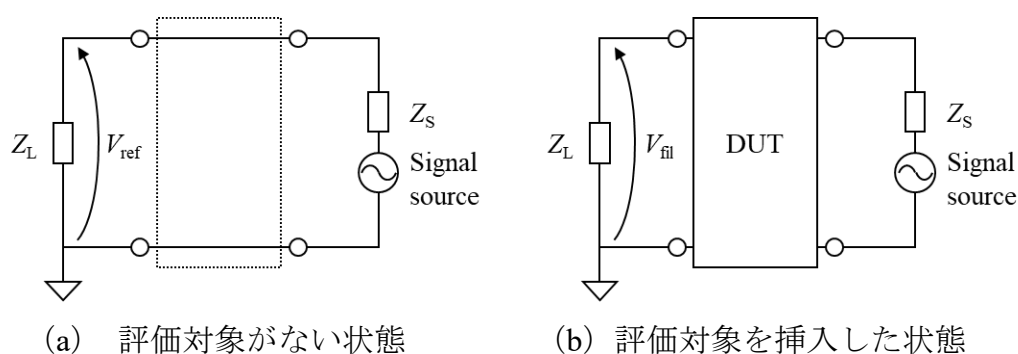 Z_L
V_ref
Z_S
Signal
source
Z_L
V_fil
DUT
Z_S
Signal
source
(a) 評価対象がない状態
(b) 評価対象を挿入した状態